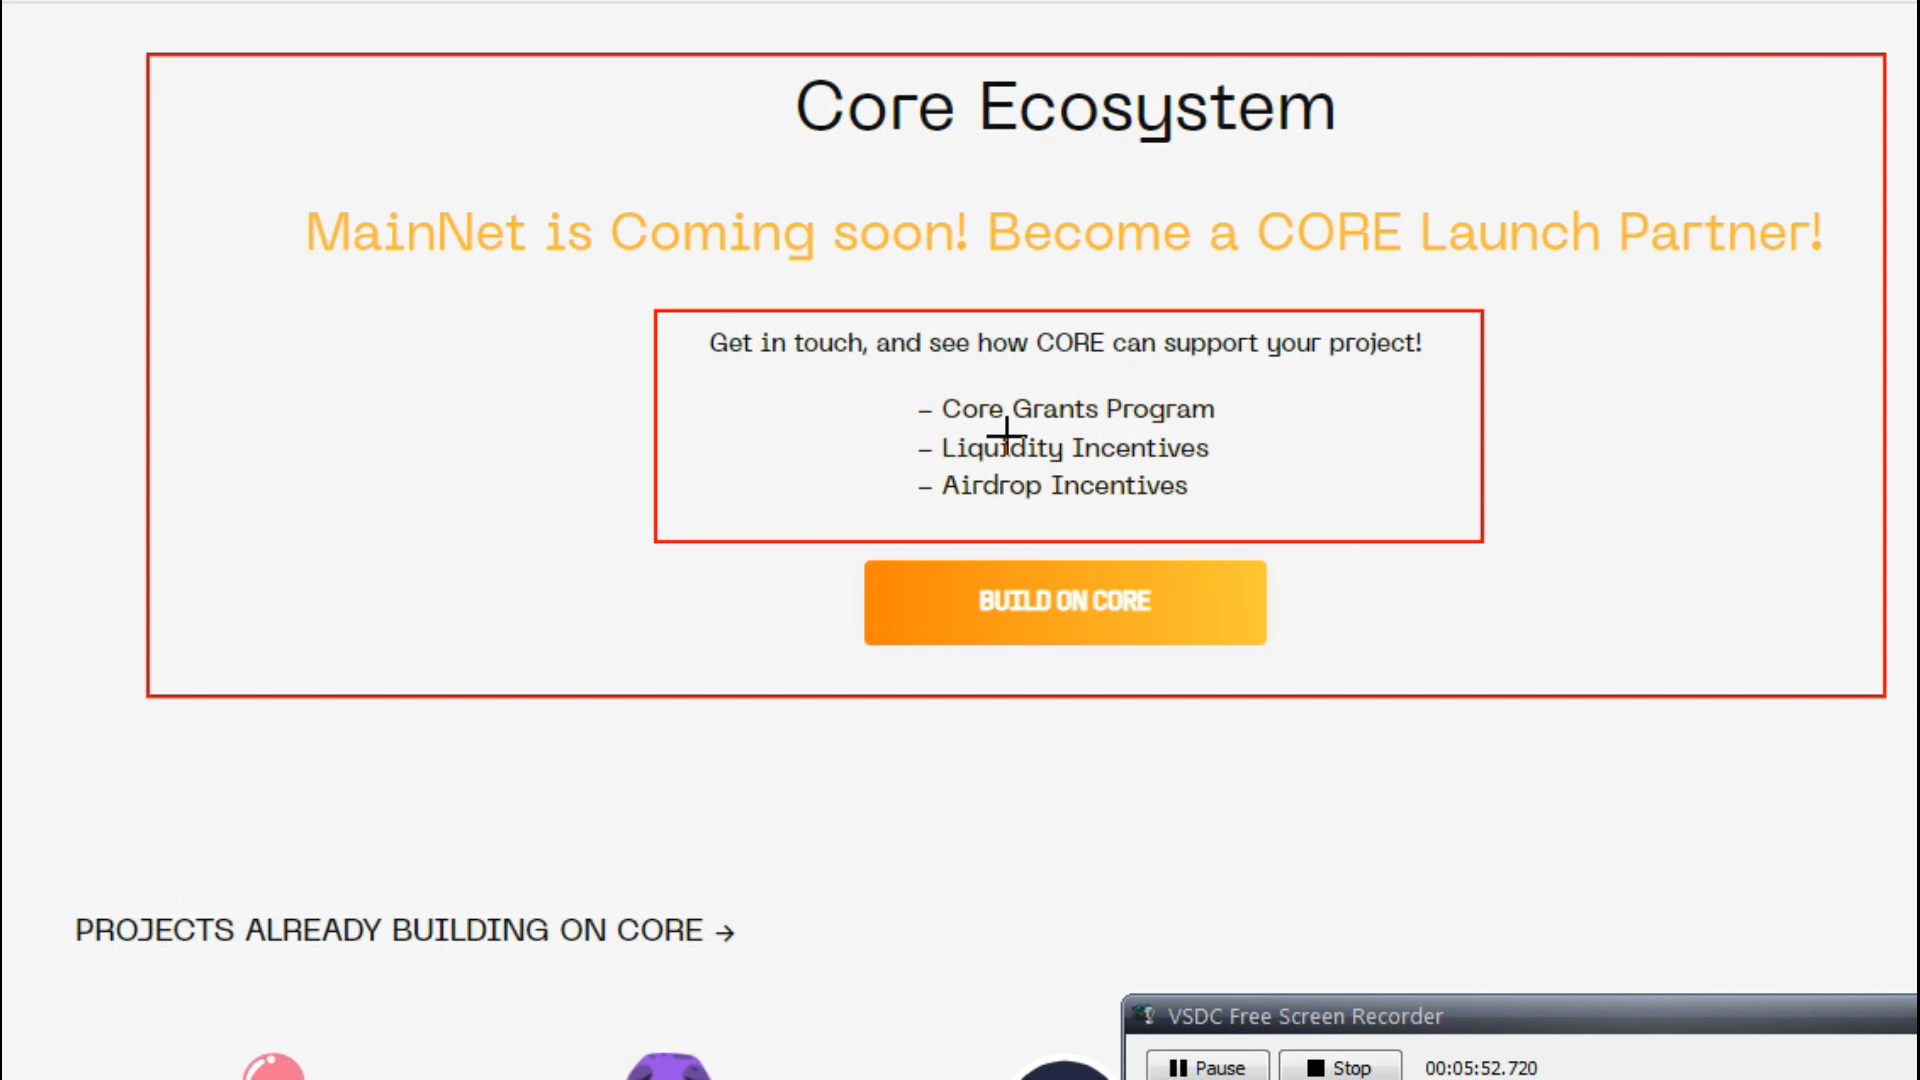 Core Ecosystem
MainNet is Coming soon! Become a CORE Launch Partner!
Get in touch, and see how CORE can support your project!
– Core Grants Program
– Liquidity Incentives
– Airdrop Incentives
BUILD ON CORE
PROJECTS ALREADY BUILDING ON CORE →
VSDC Free Screen Recorder
Pause Stop 00:05:52.720